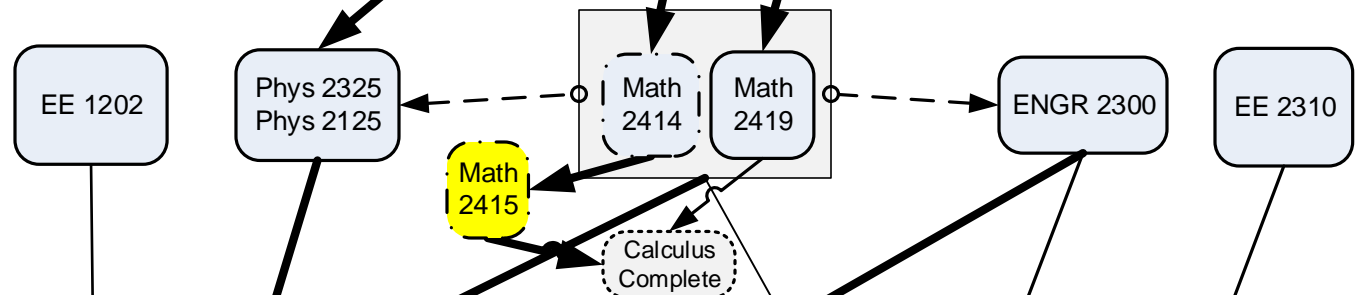 EE 1202
Phys 2325
Phys 2125
Math
2414
Math
2419
ENGR 2300
EE 2310
Math
2415
Calculus
Complete